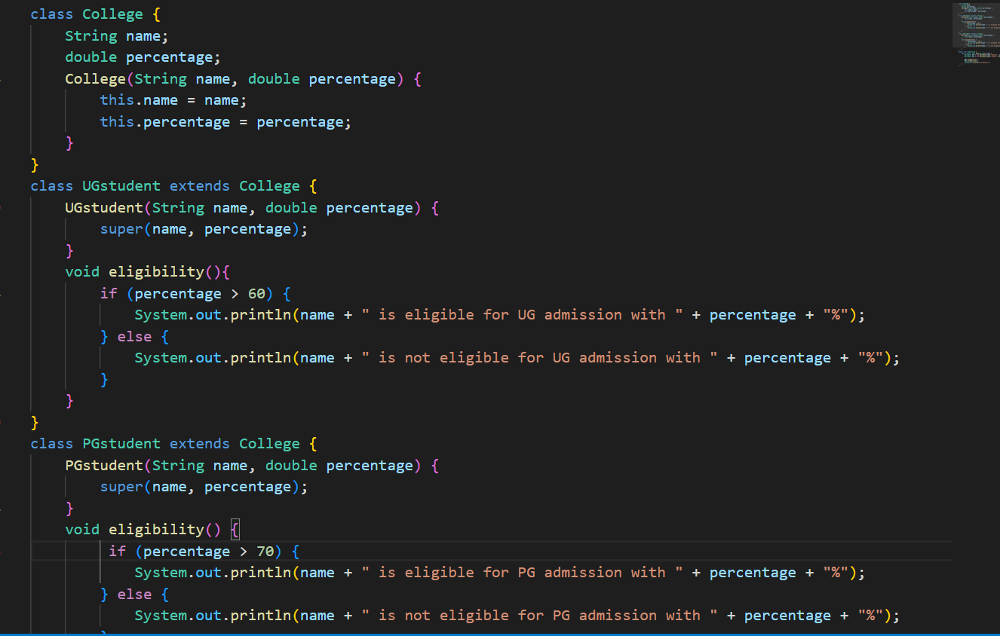 class College {
    String name;
    double percentage;
    College(String name, double percentage) {
        this.name = name;
        this.percentage = percentage;
    }
}
class UGstudent extends College {
    UGstudent(String name, double percentage) {
        super(name, percentage);
    }
    void eligibility(){
        if (percentage > 60) {
            System.out.println(name + " is eligible for UG admission with " + percentage + "%");
        } else {
            System.out.println(name + " is not eligible for UG admission with " + percentage + "%");
        }
    }
}
class PGstudent extends College {
    PGstudent(String name, double percentage) {
        super(name, percentage);
    }
    void eligibility() {
         if (percentage > 70) {
            System.out.println(name + " is eligible for PG admission with " + percentage + "%");
        } else {
            System.out.println(name + " is not eligible for PG admission with " + percentage + "%");